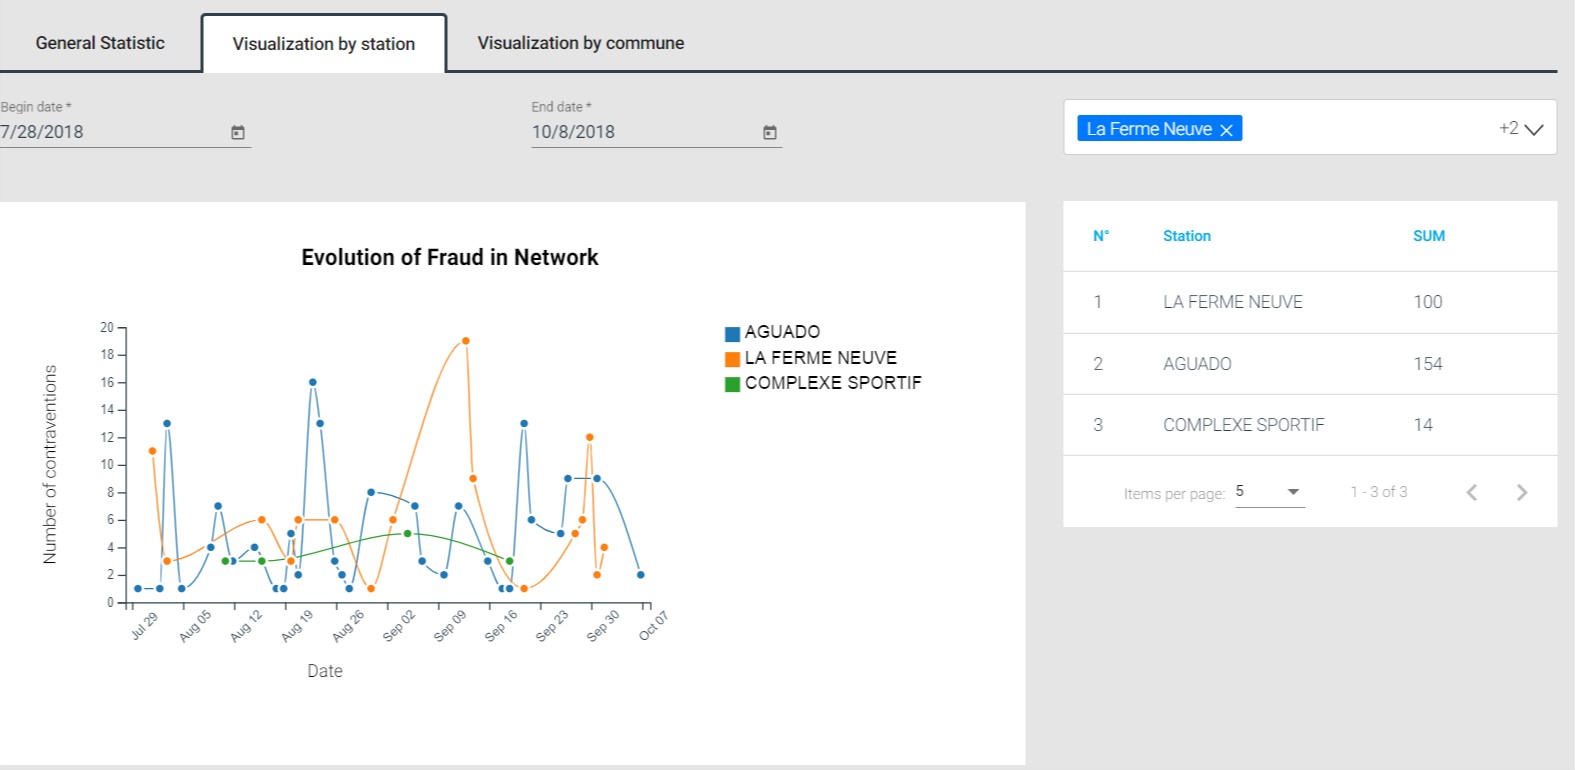 General Statistic
Visualization by station
Visualization by commune
Begin date *
7/28/2018
End date *
10/8/2018
La Ferme Neuve
+2
Evolution of Fraud in Network
Number of contraventions
20
18
16
14
12
10
8
6
4
2
0
Jul 29
Aug 05
Aug 12
Aug 19
Aug 26
Sep 02
Sep 09
Sep 16
Sep 23
Sep 30
Oct 07
Date
AGUADO
LA FERME NEUVE
COMPLEXE SPORTIF
N° Station SUM
1 LA FERME NEUVE 100
2 AGUADO 154
3 COMPLEXE SPORTIF 14
Items per page: 5 1 - 3 of 3